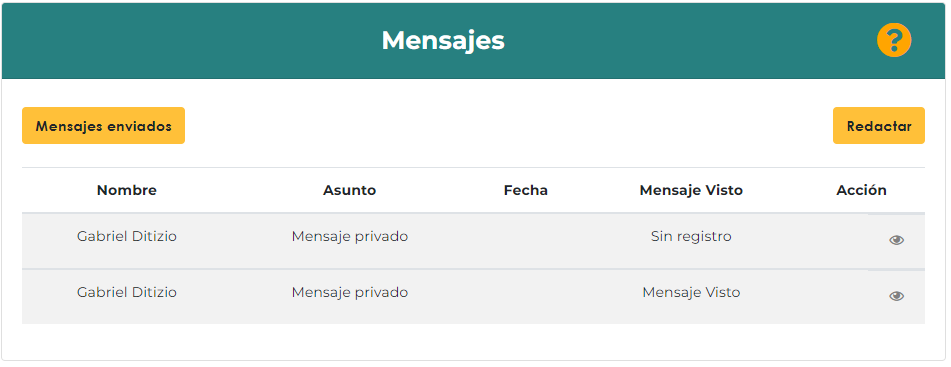 Mensajes ?
Mensajes enviados Redactar
Nombre Asunto Fecha Mensaje Visto Acción
Gabriel Ditizio Mensaje privado Sin registro
Gabriel Ditizio Mensaje privado Mensaje Visto